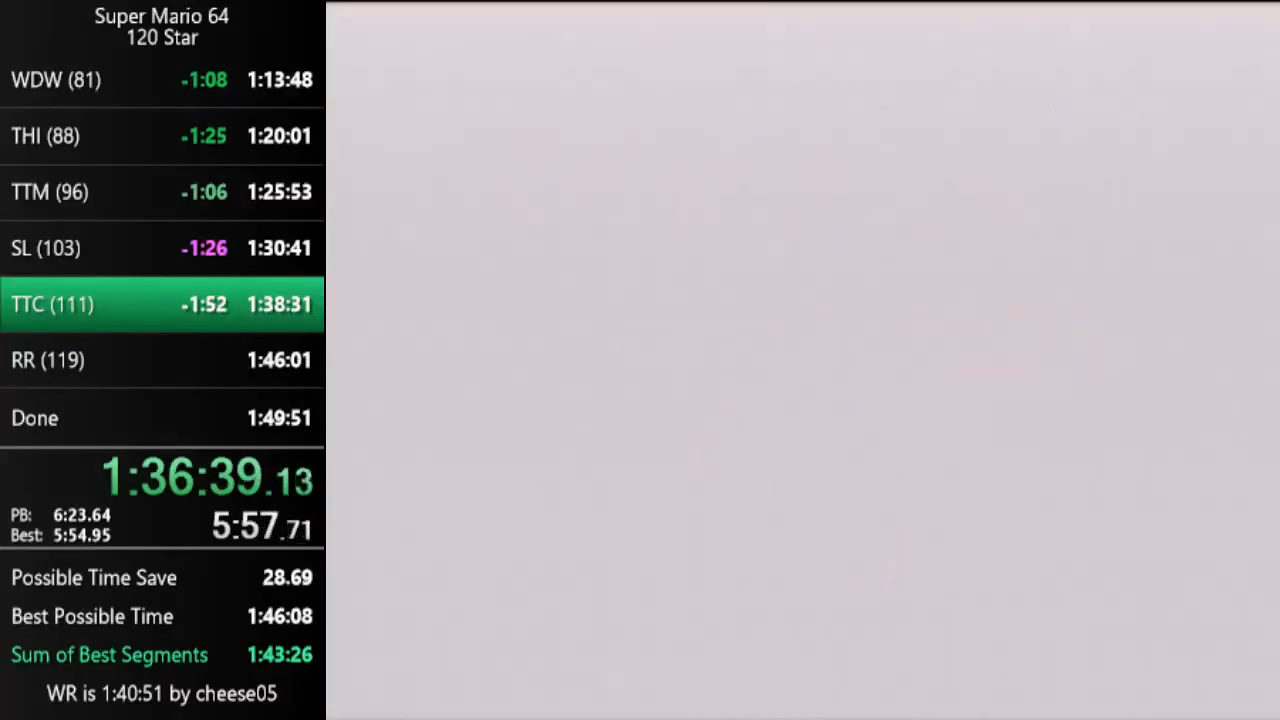 Super Mario 64
120 Star
WDW (81) -1:08 1:13:48
THI (88) -1:25 1:20:01
TTM (96) -1:06 1:25:53
SL (103) -1:26 1:30:41
TTC (111) -1:52 1:38:31
RR (119) 1:46:01
Done 1:49:51
1:36:39.13
PB: 6:23.64
Best: 5:54.95
5:57.71
Possible Time Save 28.69
Best Possible Time 1:46:08
Sum of Best Segments 1:43:26
WR is 1:40:51 by cheese05